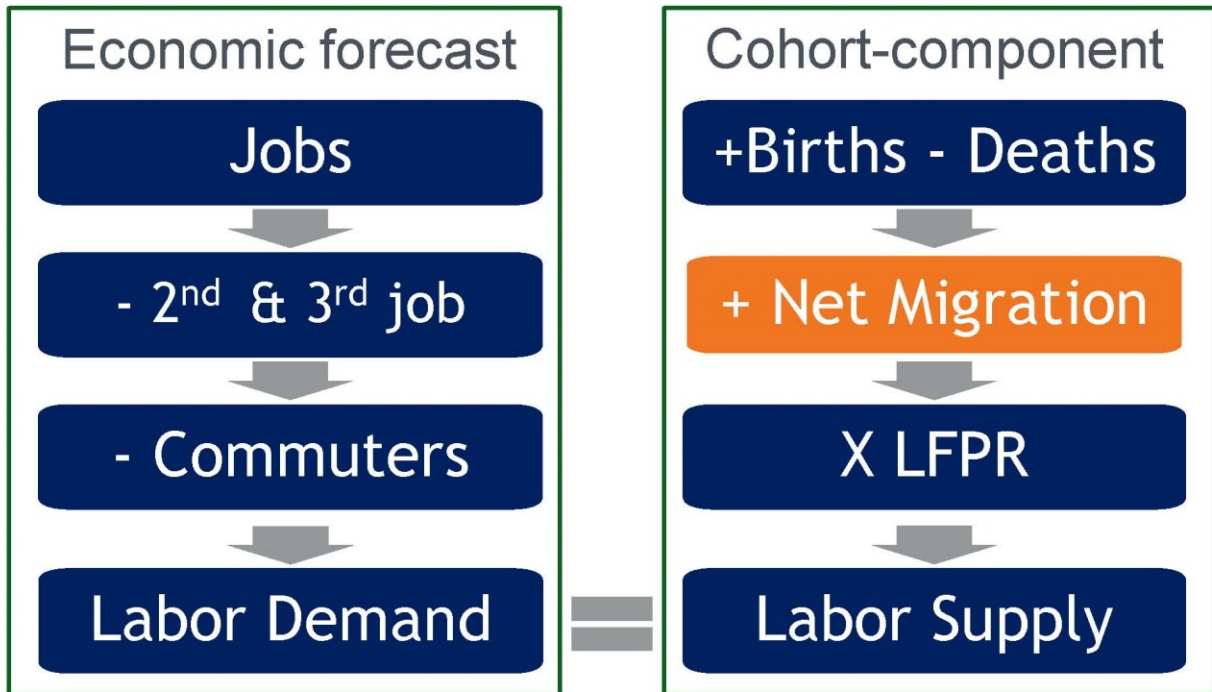 Economic forecast
Jobs
- 2nd & 3rd job
- Commuters
Labor Demand
=
Cohort-component
+Births - Deaths
+ Net Migration
X LFPR
Labor Supply